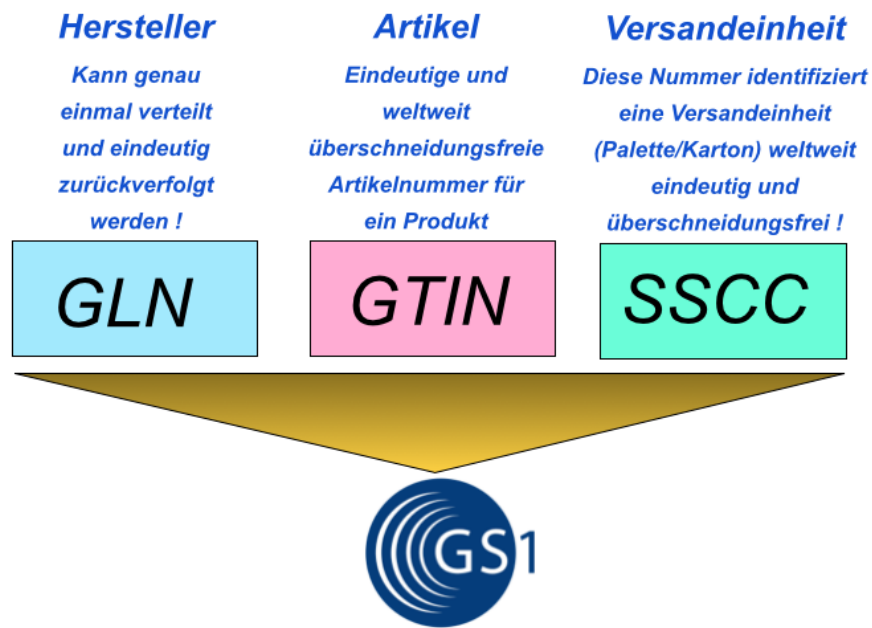 Hersteller
Kann genau
einmal verteilt
und eindeutig
zurückverfolgt
werden !
GLN
Artikel
Eindeutige und
weltweit
überschneidungsfreie
Artikelnummer für
ein Produkt
GTIN
Versandeinheit
Diese Nummer identifiziert
eine Versandeinheit
(Palette/Karton) weltweit
eindeutig und
überschneidungsfrei !
SSCC
GS1